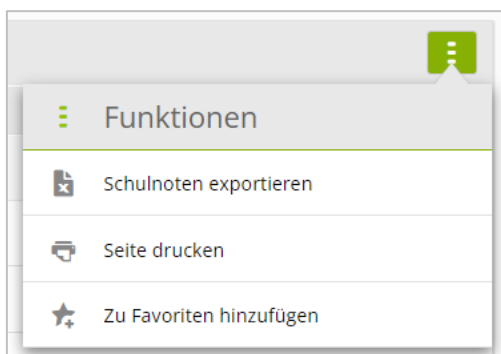 Funktionen
Schulnoten exportieren
Seite drucken
Zu Favoriten hinzufügen